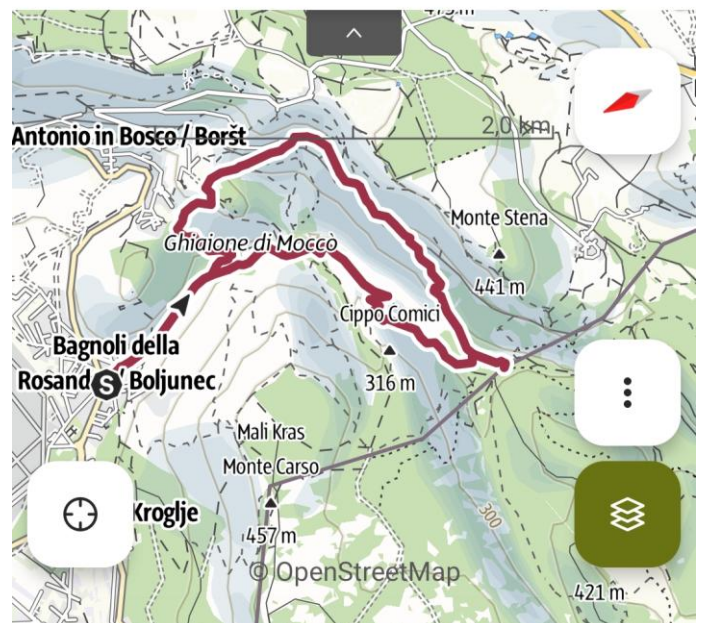 Antonio in Bosco / Boršt
2,0 km
Monte Stena
441 m
Ghiaione di Moccò
Cippo Comici
316 m
Bagnoli della
Rosand S Boljunec
Mali Kras
Monte Carso
457 m
Kroglje
300
421 m
© OpenStreetMap